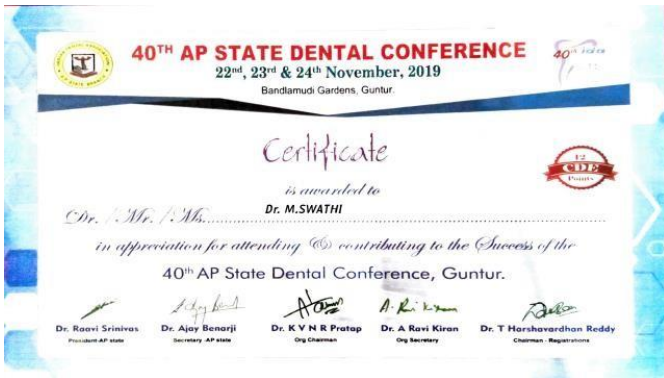 40TH AP STATE DENTAL CONFERENCE
22nd, 23rd & 24th November, 2019
Bandlamudi Gardens, Guntur.
40th
Certificate
12
CDE
Points
is awarded to
Dr. / Mr. / Ms. Dr. M.SWATHI
in appreciation for attending & contributing to the Success of the
40th AP State Dental Conference, Guntur.
Dr. Raavi Srinivas Dr. Ajay Benarji Dr. K V N R Pratap Dr. A Ravi Kiran Dr. T Harshavardhan Reddy
President-AP state Secretary -AP state Org Chairman Org Secretary Chairman - Registrations